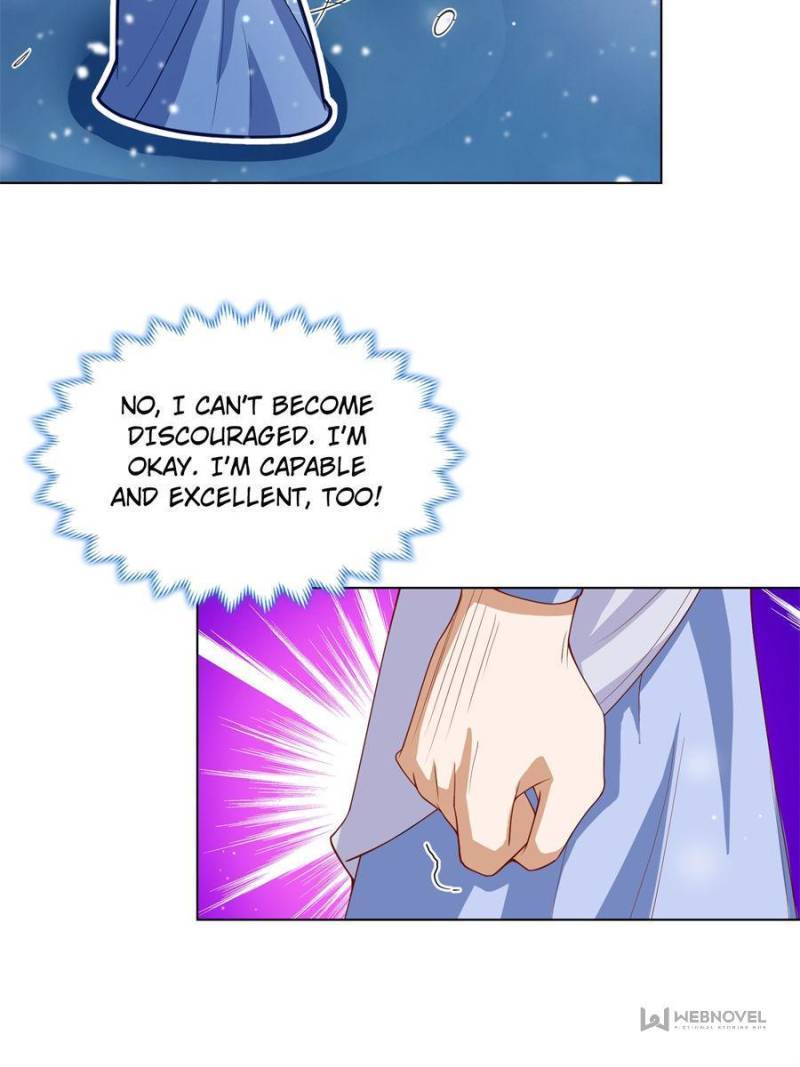 NO, I CAN'T BECOME
DISCOURAGED. I'M
OKAY. I'M CAPABLE
AND EXCELLENT, TOO!
WEBNOVEL